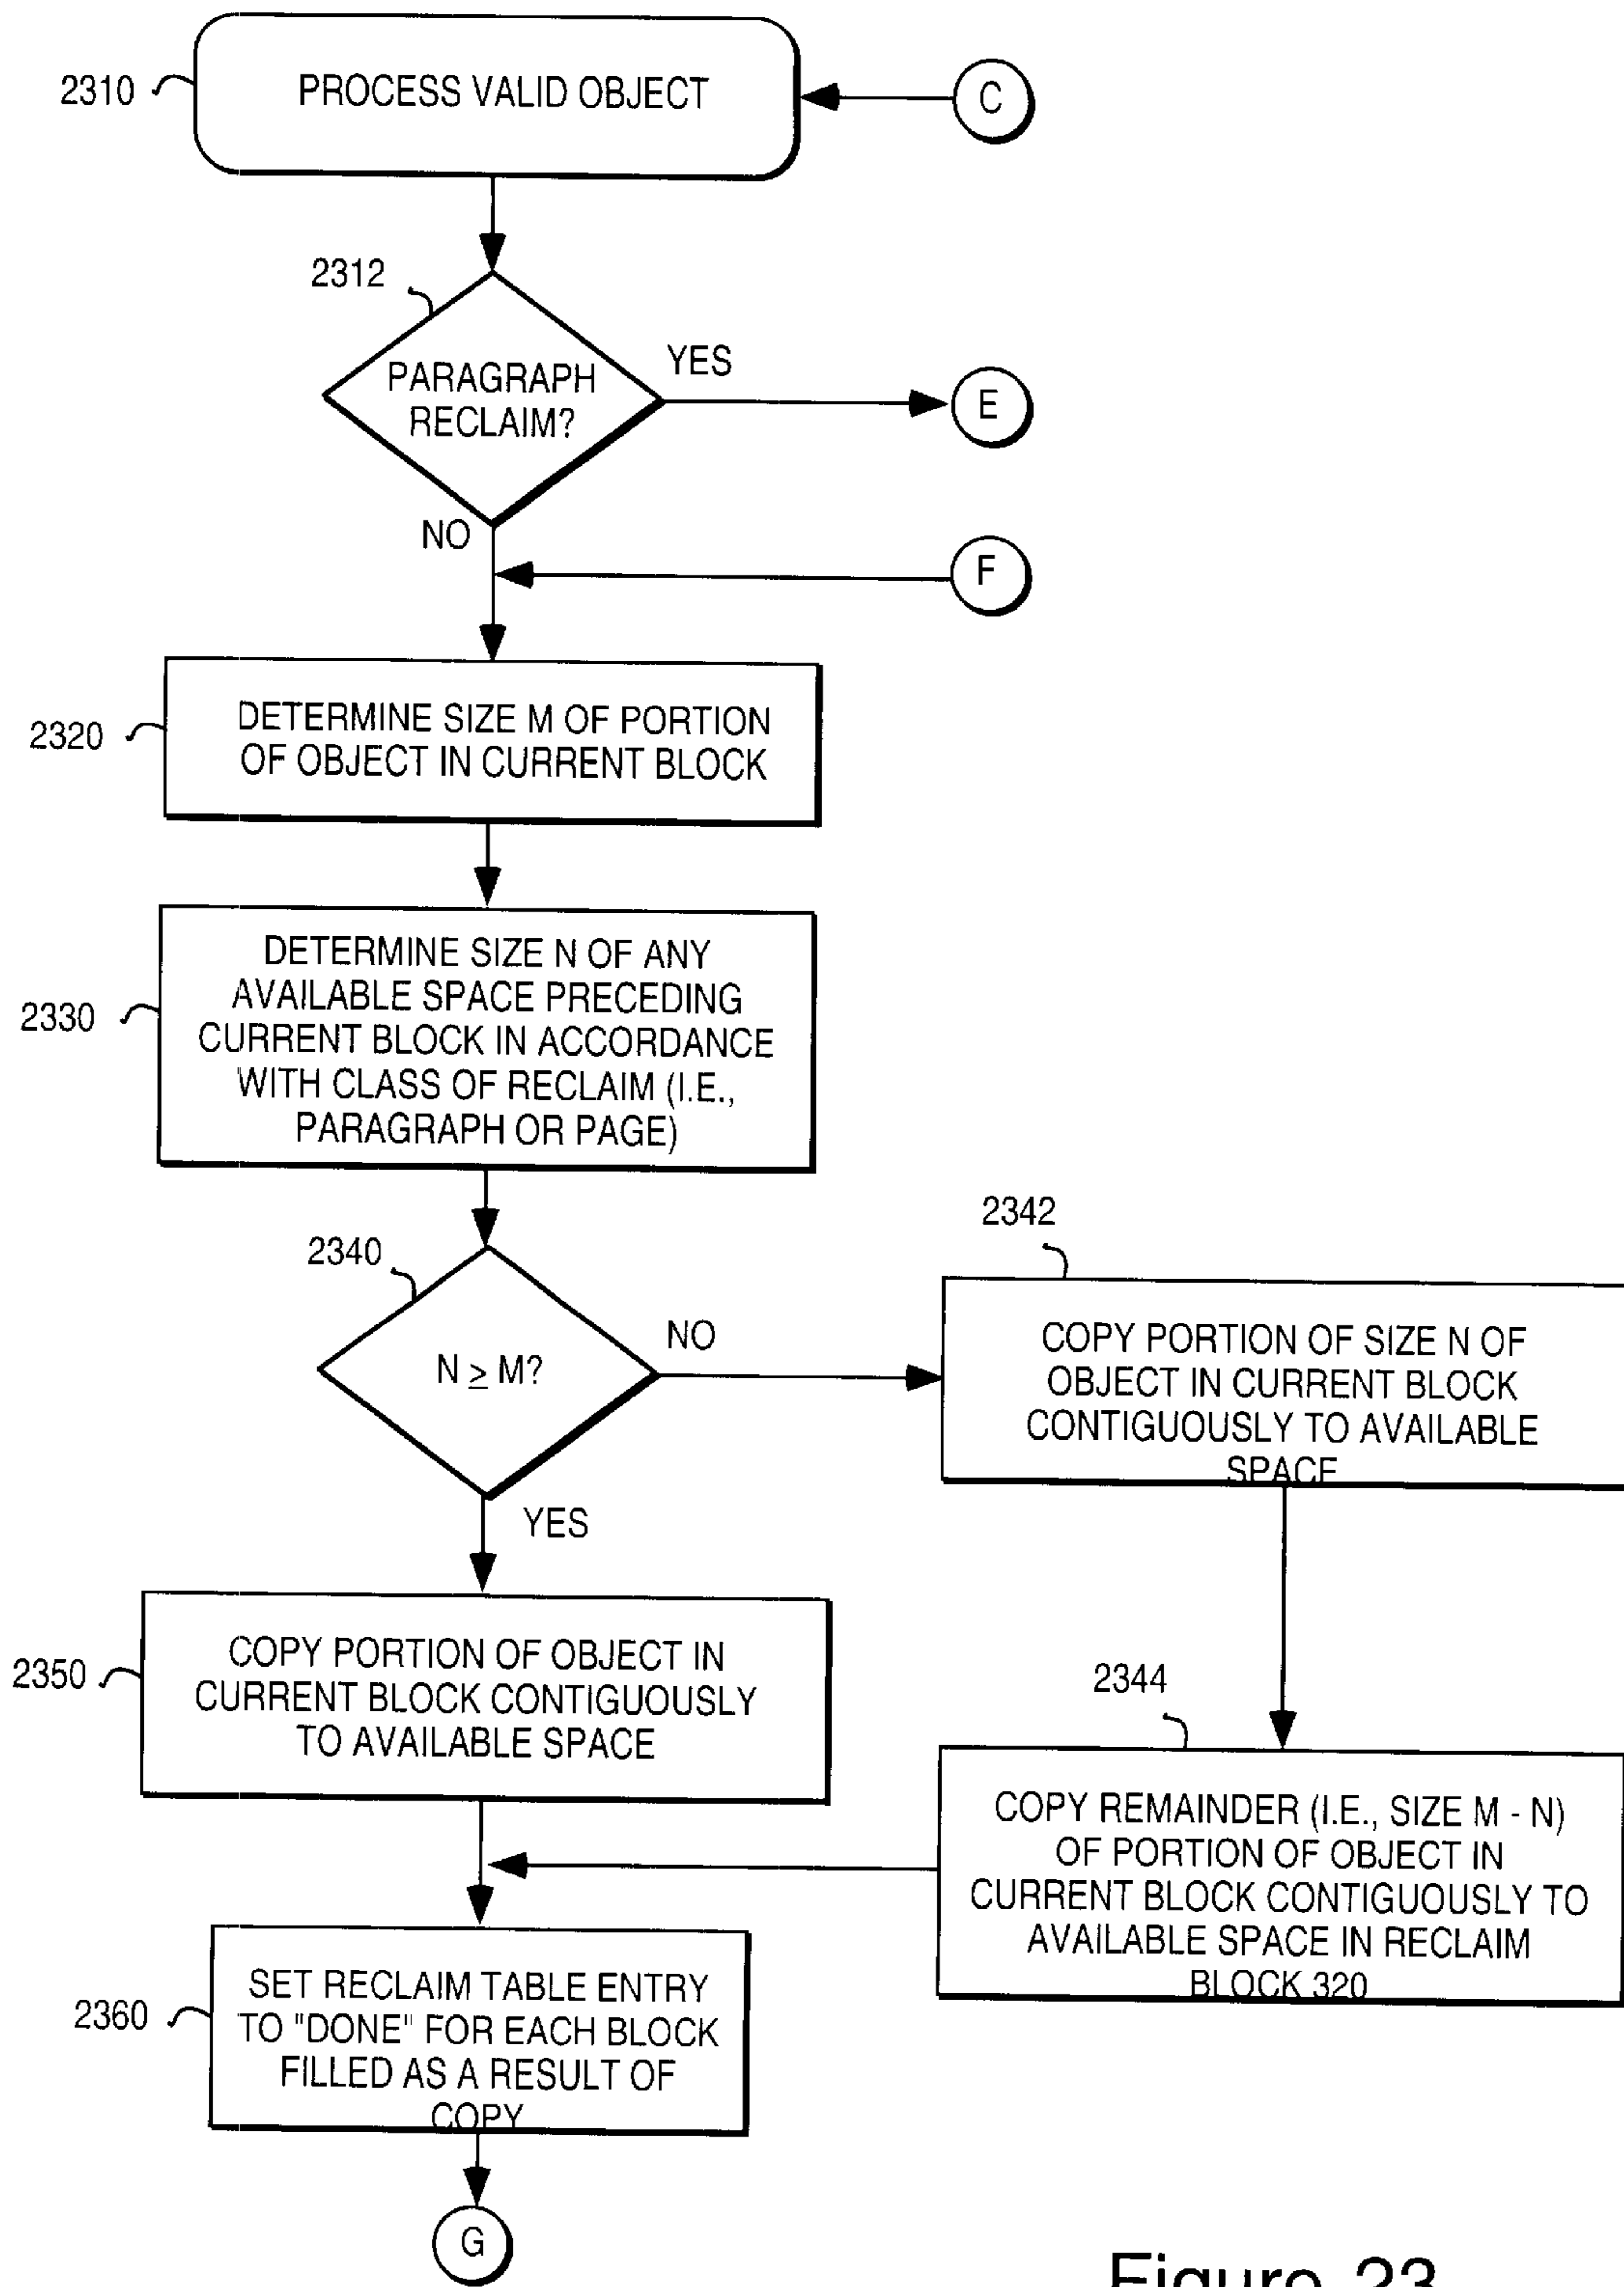 2310
PROCESS VALID OBJECT
C
2312
PARAGRAPH
RECLAIM?
YES
E
NO
F
2320
DETERMINE SIZE M OF PORTION
OF OBJECT IN CURRENT BLOCK
2330
DETERMINE SIZE N OF ANY
AVAILABLE SPACE PRECEDING
CURRENT BLOCK IN ACCORDANCE
WITH CLASS OF RECLAIM (I.E.,
PARAGRAPH OR PAGE)
2340
N ≥ M?
NO
YES
2342
COPY PORTION OF SIZE N OF
OBJECT IN CURRENT BLOCK
CONTIGUOUSLY TO AVAILABLE
SPACE
2350
COPY PORTION OF OBJECT IN
CURRENT BLOCK CONTIGUOUSLY
TO AVAILABLE SPACE
2344
COPY REMAINDER (I.E., SIZE M - N)
OF PORTION OF OBJECT IN
CURRENT BLOCK CONTIGUOUSLY TO
AVAILABLE SPACE IN RECLAIM
BLOCK 320
2360
SET RECLAIM TABLE ENTRY
TO "DONE" FOR EACH BLOCK
FILLED AS A RESULT OF
COPY
G
Figure 23